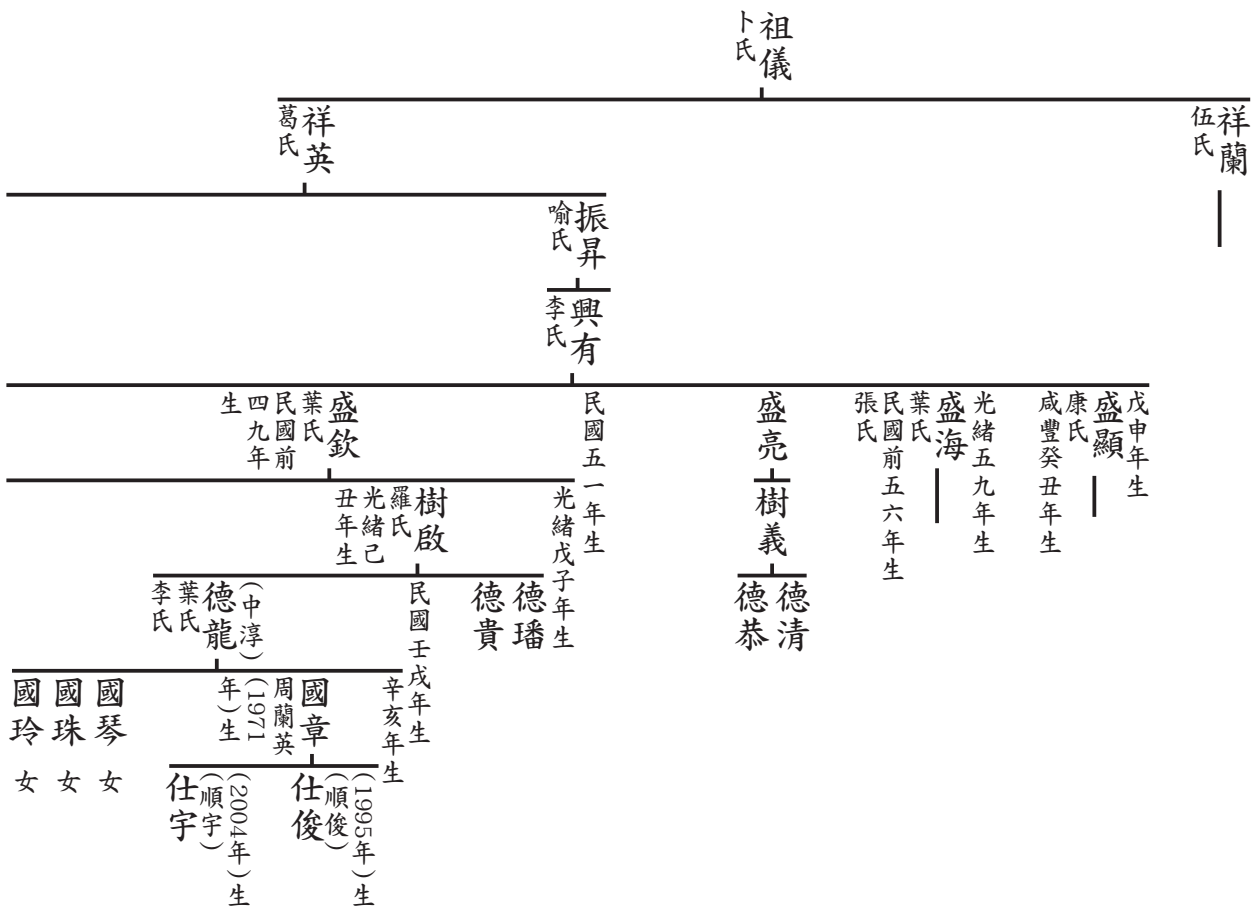 祖儀
卜氏
祥蘭
伍氏
祥英
葛氏
振昇
喻氏
興有
李氏
戊申年生
盛顯
康氏
咸豐癸丑年生
光緒五九年生
盛海
葉氏
民國前五六年生
張氏
盛亮
民國五一年生
盛欽
葉氏
民國前
四九年
生
樹義
光緒戊子年生
樹啟
羅氏
光緒己
丑年生
德清
德恭
德璠
德貴
民國壬戌年生
(中淳)
德龍
葉氏
李氏
辛亥年生
國章
周蘭英
(1971
年)生
國琴 女
國珠 女
國玲 女
(1995年)生
(順俊)
仕俊
(2004年)生
(順宇)
仕宇